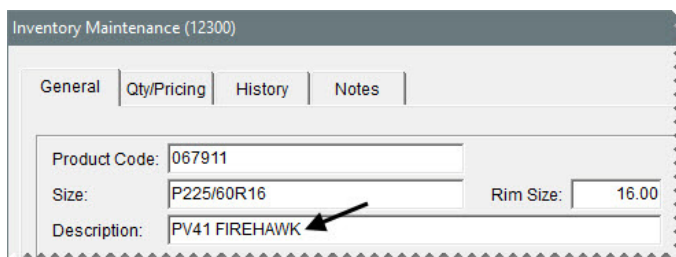 Inventory Maintenance (12300)
General Qty/Pricing History Notes
Product Code: 067911
Size: P225/60R16 Rim Size: 16.00
Description: PV41 FIREHAWK